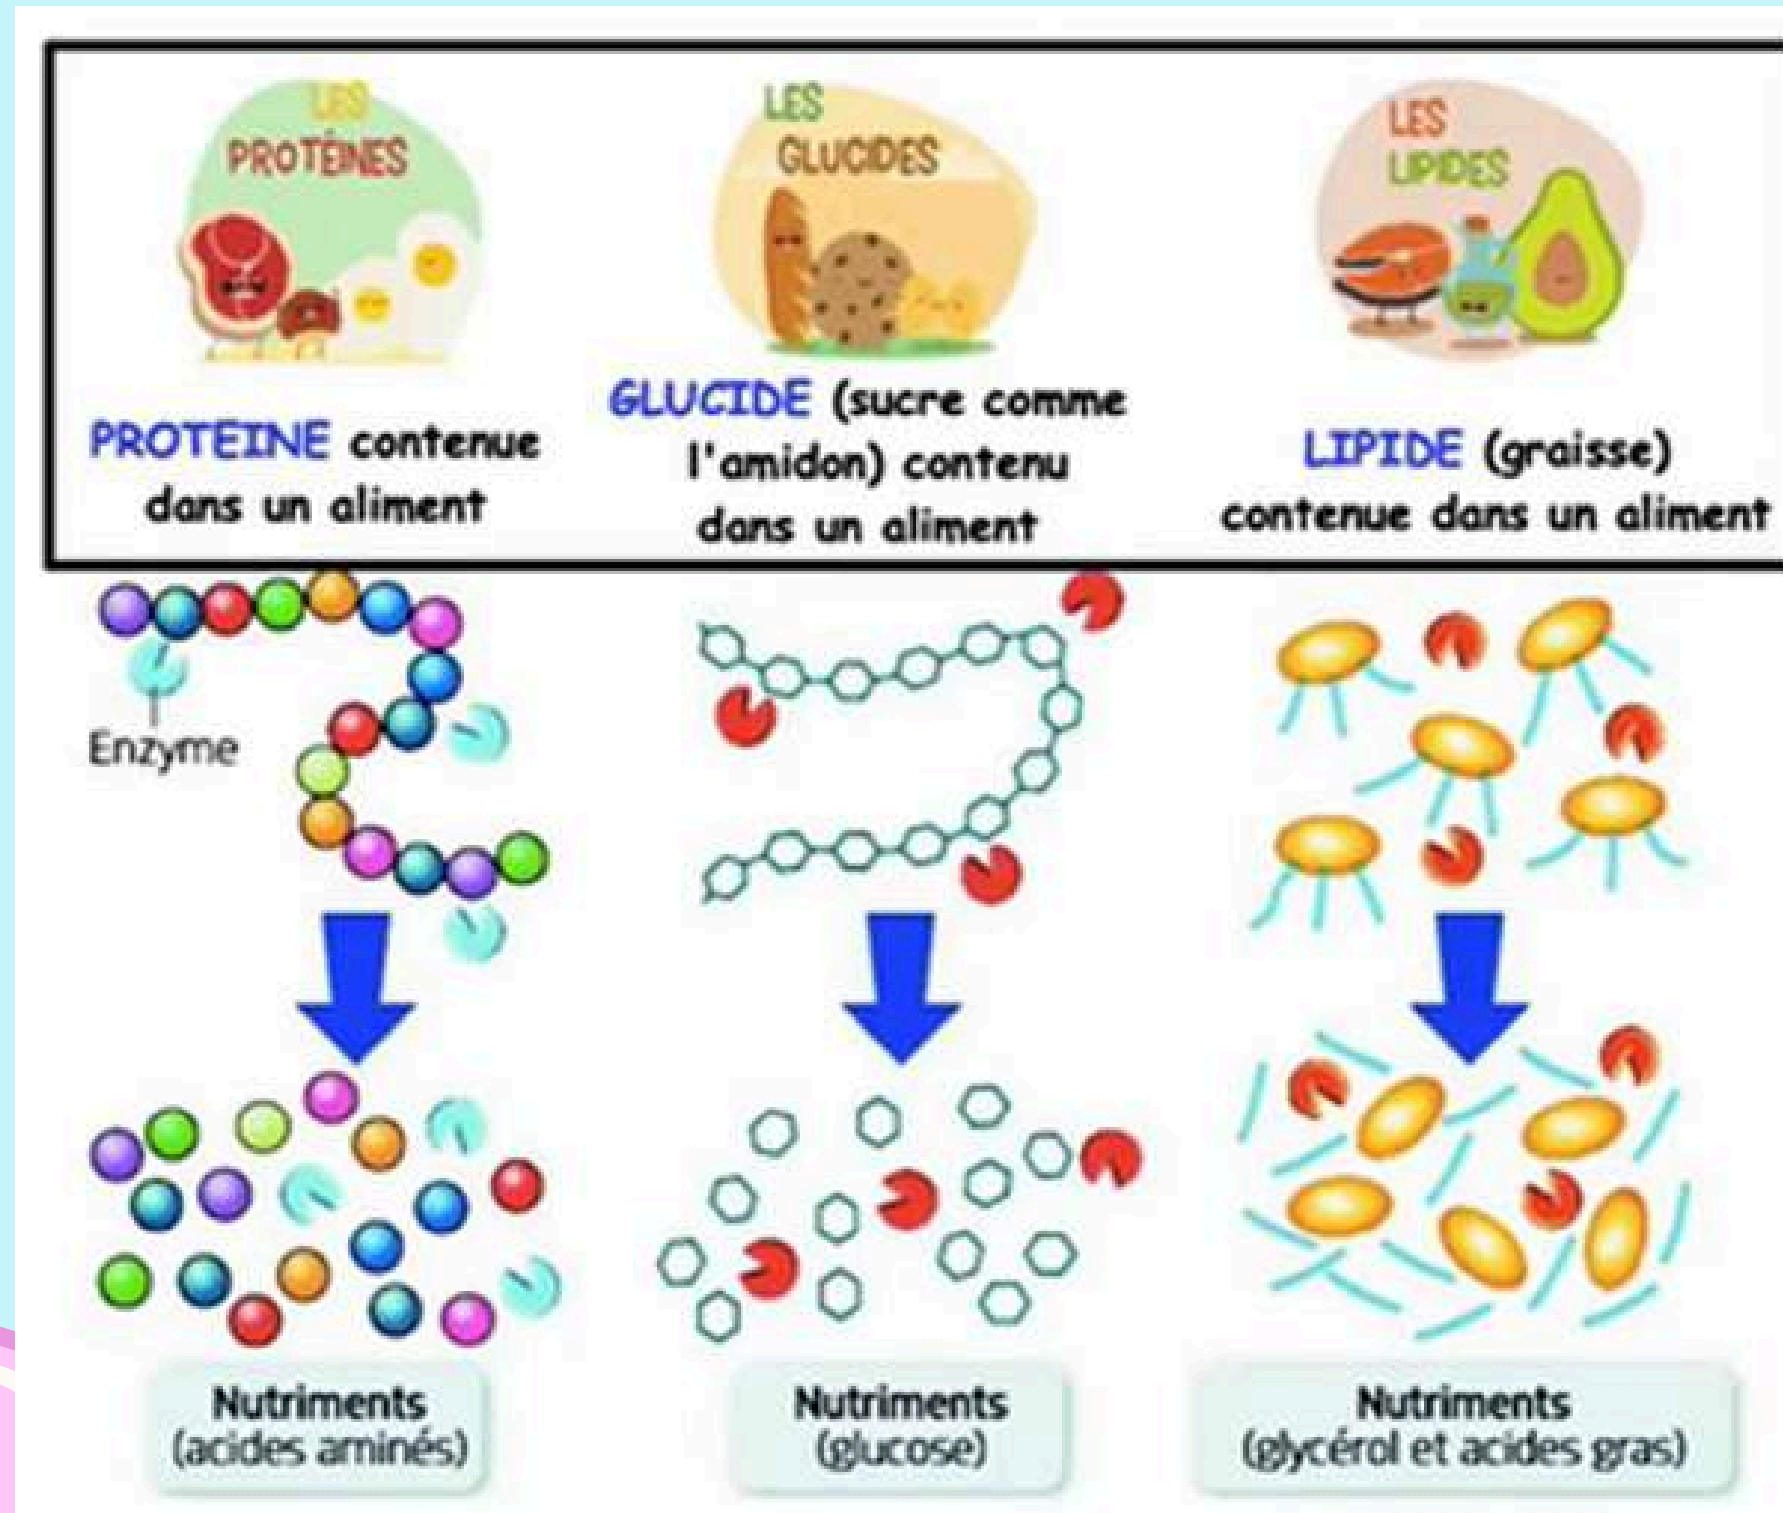 LES
PROTÉINES
LES
GLUCIDES
LES
LIPIDES
PROTEINE contenue
dans un aliment
GLUCIDE (sucre comme
l'amidon) contenu
dans un aliment
LIPIDE (graisse)
contenue dans un aliment
Enzyme
Nutriments
(acides aminés)
Nutriments
(glucose)
Nutriments
(glycérol et acides gras)